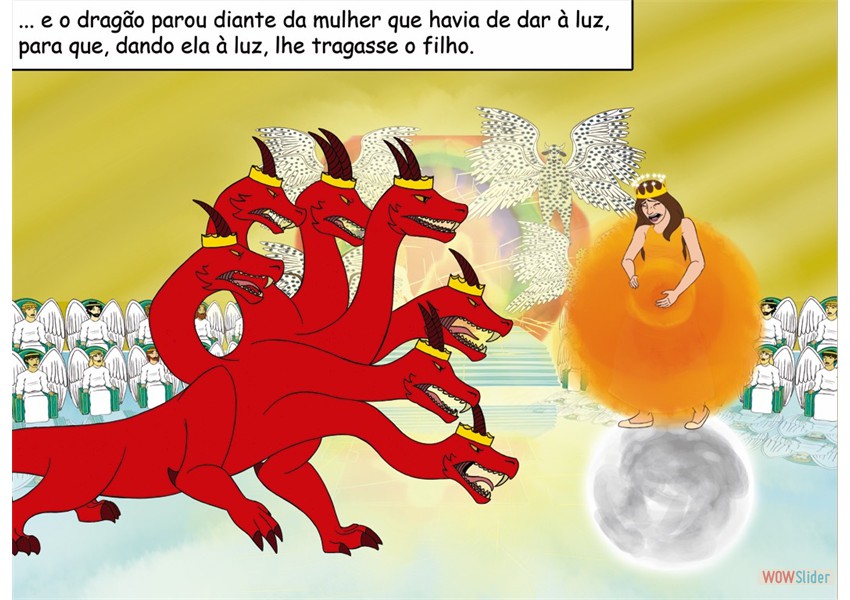 ... e o dragão parou diante da mulher que havia de dar à luz,
para que, dando ela à luz, lhe tragasse o filho.
WOWSlider